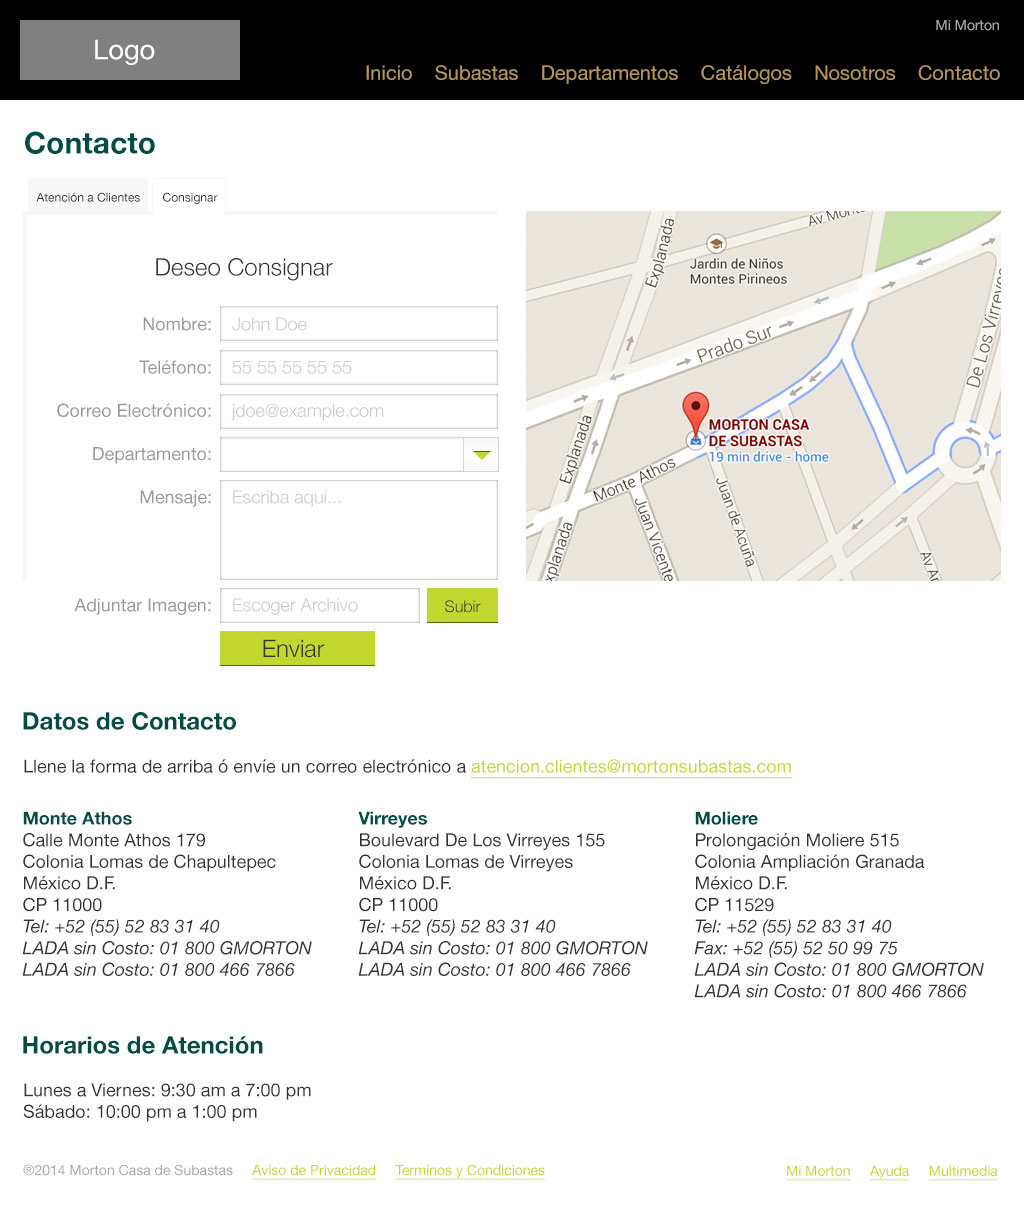 Logo
Mi Morton
Inicio Subastas Departamentos Catálogos Nosotros Contacto
Contacto
Atención a Clientes
Consignar
Deseo Consignar
Nombre: John Doe
Teléfono: 55 55 55 55 55
Correo Electrónico: jdoe@example.com
Departamento:
Mensaje: Escriba aquí...
Adjuntar Imagen: Escoger Archivo Subir
Enviar
Explanada
Jardin de Niños
Montes Pirineos
Prado Sur
De Los Virreyes
MORTON CASA
DE SUBASTAS
19 min drive - home
Explanada
Monte Athos
Juan Vicente
Juan de Acuña
Datos de Contacto
Llene la forma de arriba ó envíe un correo electrónico a atencion.clientes@mortonsubastas.com
Monte Athos
Calle Monte Athos 179
Colonia Lomas de Chapultepec
México D.F.
CP 11000
Tel: +52 (55) 52 83 31 40
LADA sin Costo: 01 800 GMORTON
LADA sin Costo: 01 800 466 7866
Virreyes
Boulevard De Los Virreyes 155
Colonia Lomas de Virreyes
México D.F.
CP 11000
Tel: +52 (55) 52 83 31 40
LADA sin Costo: 01 800 GMORTON
LADA sin Costo: 01 800 466 7866
Moliere
Prolongación Moliere 515
Colonia Ampliación Granada
México D.F.
CP 11529
Tel: +52 (55) 52 83 31 40
Fax: +52 (55) 52 50 99 75
LADA sin Costo: 01 800 GMORTON
LADA sin Costo: 01 800 466 7866
Horarios de Atención
Lunes a Viernes: 9:30 am a 7:00 pm
Sábado: 10:00 pm a 1:00 pm
®2014 Morton Casa de Subastas Aviso de Privacidad Terminos y Condiciones
Mi Morton Ayuda Multimedia